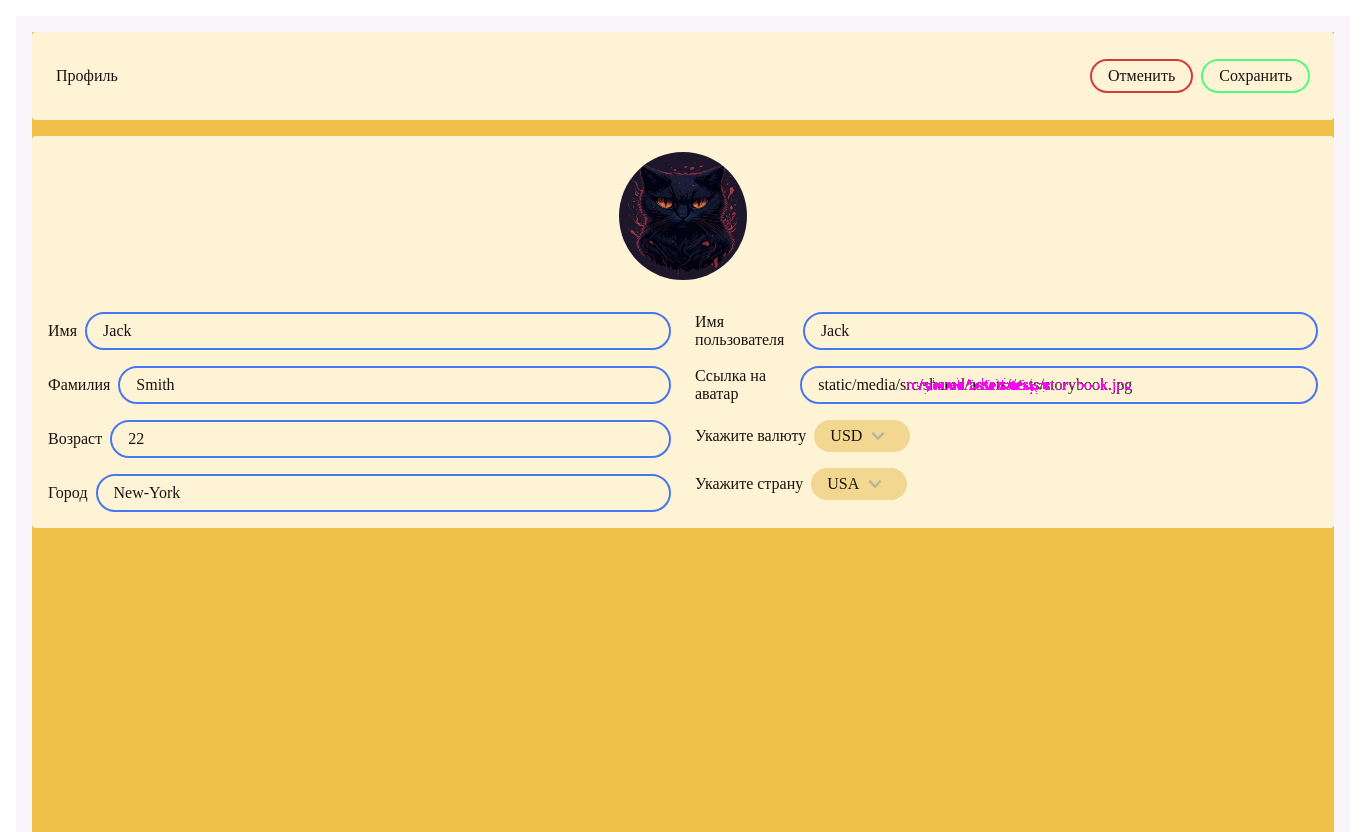 Профиль
Отменить
Сохранить
Имя
Jack
Имя
пользователя
Jack
Фамилия
Smith
Ссылка на
аватар
static/media/src/shared/assets/tests/storybook.jpg
Возраст
22
Укажите валюту
USD
Город
New-York
Укажите страну
USA